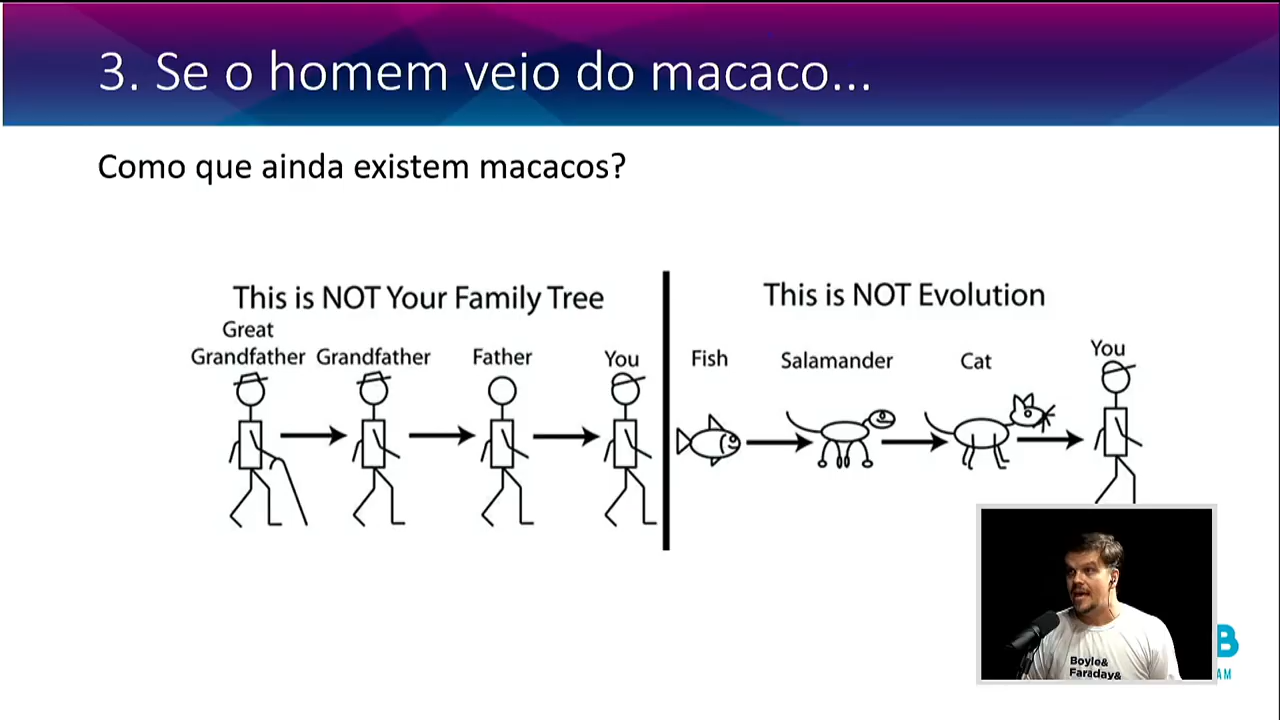 3. Se o homem veio do macaco...
Como que ainda existem macacos?
This is NOT Your Family Tree
Great
Grandfather Grandfather Father You
This is NOT Evolution
Fish Salamander Cat You
Boyle&
Faraday&
B
AM